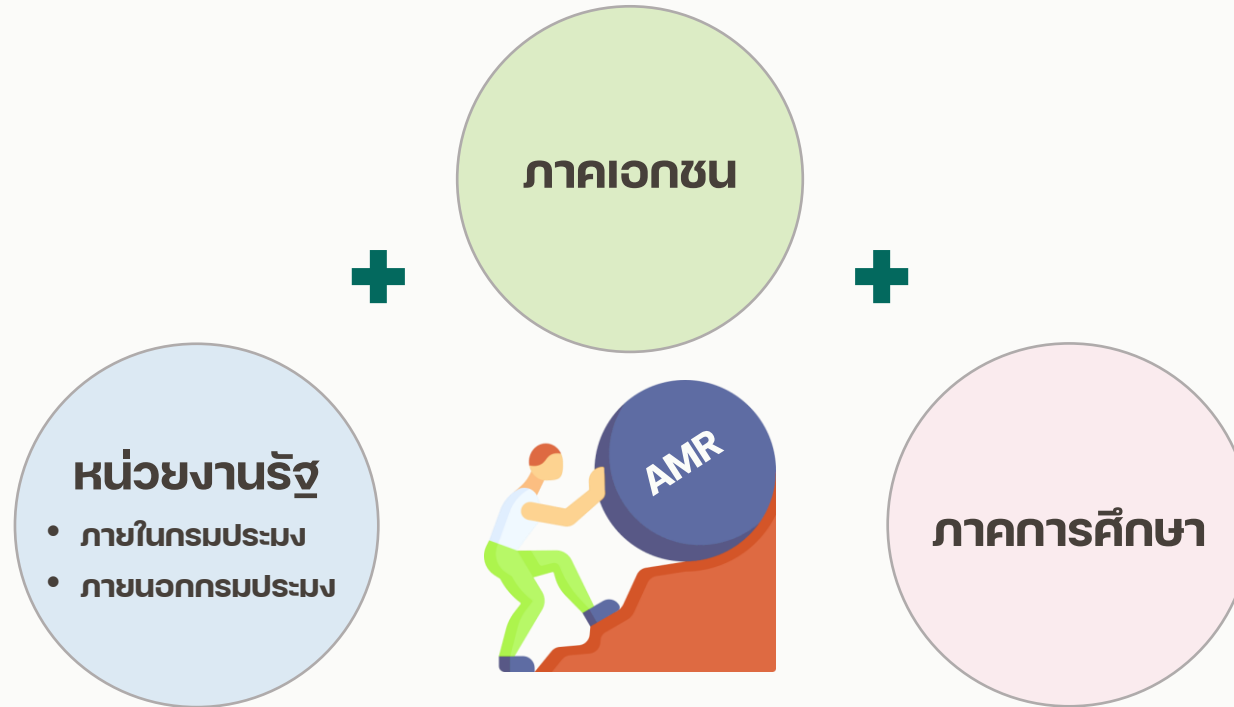 ภาคเอกชน
หน่วยงานรัฐ
• ภายในกรมประมง
• ภายนอกกรมประมง
AMR
ภาคการศึกษา